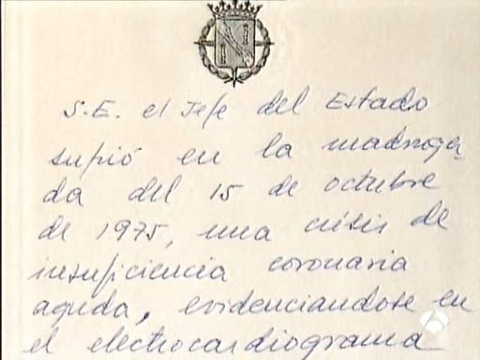 S.E. el Jefe del Estado
sufrió en la madruga-
da del 15 de octubre
de 1975, una crisis de
insuficiencia coronaria
aguda, evidenciandose en
el electrocardiograma